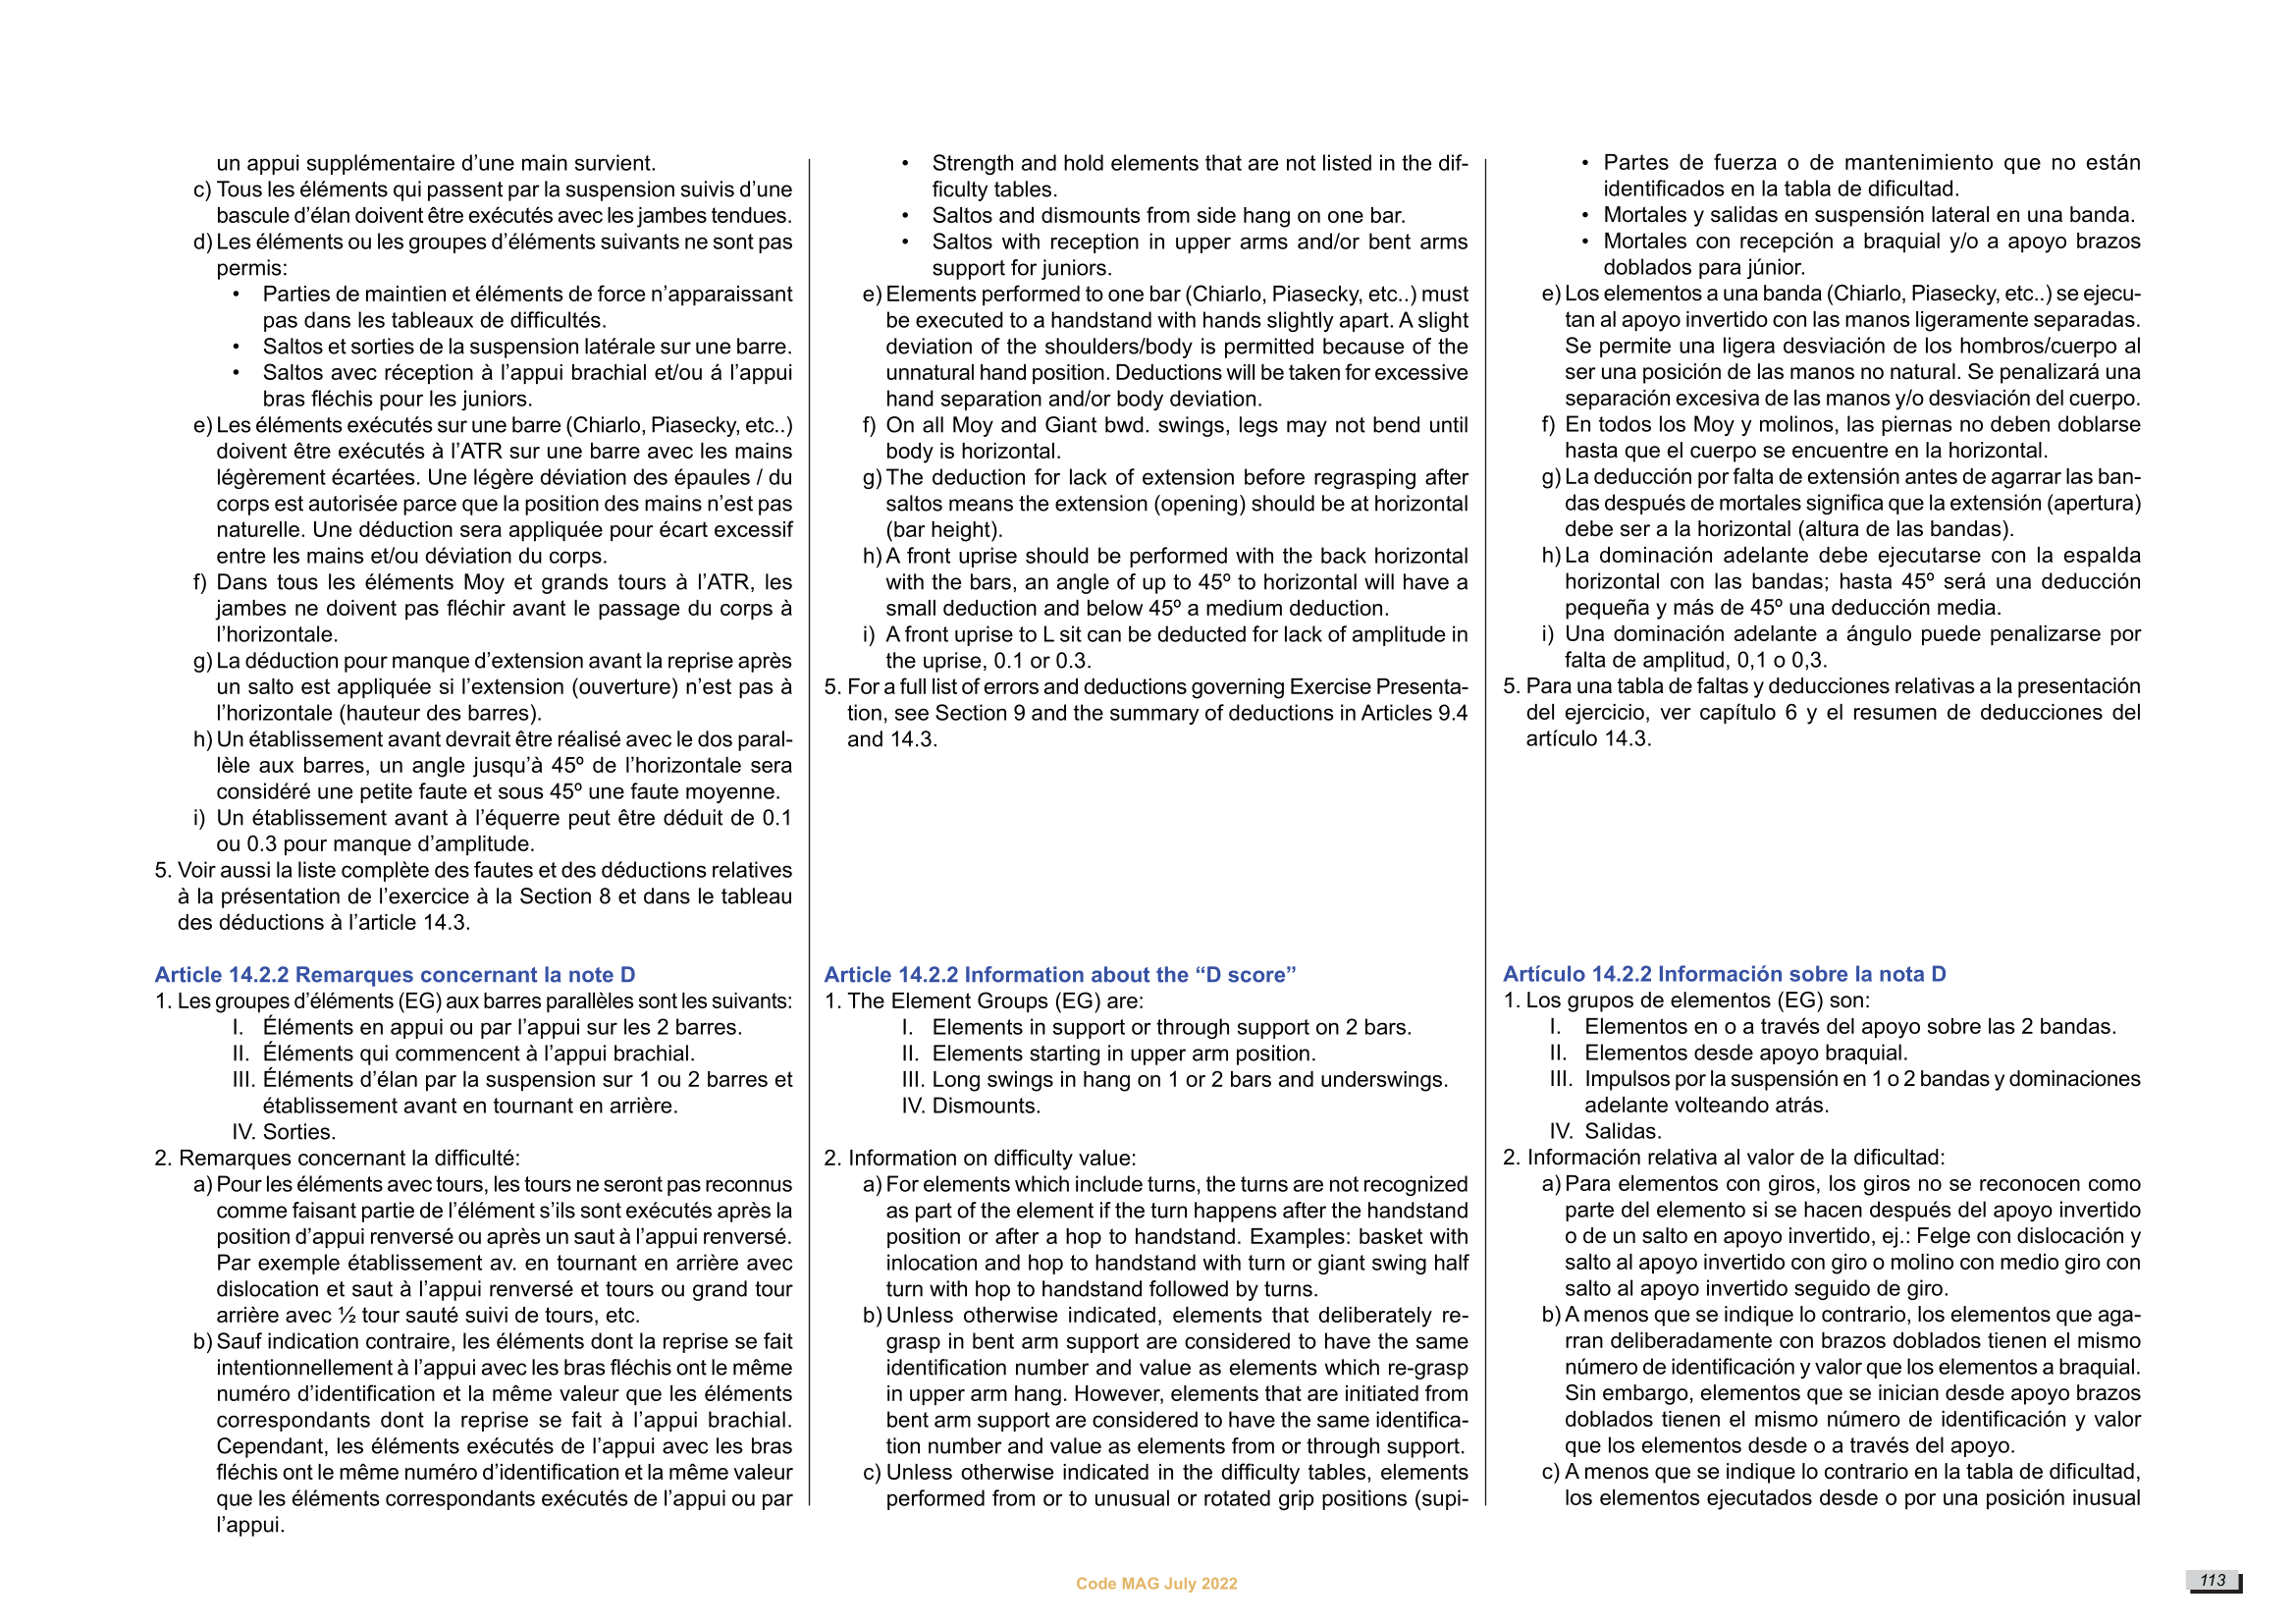 un appui supplémentaire d’une main survient.
c) Tous les éléments qui passent par la suspension suivis d’une
bascule d’élan doivent être exécutés avec les jambes tendues.
d) Les éléments ou les groupes d’éléments suivants ne sont pas
permis:
• Parties de maintien et éléments de force n’apparaissant
pas dans les tableaux de difficultés.
• Saltos et sorties de la suspension latérale sur une barre.
• Saltos avec réception à l’appui brachial et/ou á l’appui
bras fléchis pour les juniors.
e) Les éléments exécutés sur une barre (Chiarlo, Piasecky, etc..)
doivent être exécutés à l’ATR sur une barre avec les mains
légèrement écartées. Une légère déviation des épaules / du
corps est autorisée parce que la position des mains n’est pas
naturelle. Une déduction sera appliquée pour écart excessif
entre les mains et/ou déviation du corps.
f) Dans tous les éléments Moy et grands tours à l’ATR, les
jambes ne doivent pas fléchir avant le passage du corps à
l’horizontale.
g) La déduction pour manque d’extension avant la reprise après
un salto est appliquée si l’extension (ouverture) n’est pas à
l’horizontale (hauteur des barres).
h) Un établissement avant devrait être réalisé avec le dos paral-
lèle aux barres, un angle jusqu’à 45º de l’horizontale sera
considéré une petite faute et sous 45º une faute moyenne.
i) Un établissement avant à l’équerre peut être déduit de 0.1
ou 0.3 pour manque d’amplitude.
5. Voir aussi la liste complète des fautes et des déductions relatives
à la présentation de l’exercice à la Section 8 et dans le tableau
des déductions à l’article 14.3.
Article 14.2.2 Remarques concernant la note D
1. Les groupes d’éléments (EG) aux barres parallèles sont les suivants:
I. Éléments en appui ou par l’appui sur les 2 barres.
II. Éléments qui commencent à l’appui brachial.
III. Éléments d’élan par la suspension sur 1 ou 2 barres et
établissement avant en tournant en arrière.
IV. Sorties.
2. Remarques concernant la difficulté:
a) Pour les éléments avec tours, les tours ne seront pas reconnus
comme faisant partie de l’élément s’ils sont exécutés après la
position d’appui renversé ou après un saut à l’appui renversé.
Par exemple établissement av. en tournant en arrière avec
dislocation et saut à l’appui renversé et tours ou grand tour
arrière avec ½ tour sauté suivi de tours, etc.
b) Sauf indication contraire, les éléments dont la reprise se fait
intentionnellement à l’appui avec les bras fléchis ont le même
numéro d’identification et la même valeur que les éléments
correspondants dont la reprise se fait à l’appui brachial.
Cependant, les éléments exécutés de l’appui avec les bras
fléchis ont le même numéro d’identification et la même valeur
que les éléments correspondants exécutés de l’appui ou par
l’appui.
• Strength and hold elements that are not listed in the dif-
ficulty tables.
• Saltos and dismounts from side hang on one bar.
• Saltos with reception in upper arms and/or bent arms
support for juniors.
e) Elements performed to one bar (Chiarlo, Piasecky, etc..) must
be executed to a handstand with hands slightly apart. A slight
deviation of the shoulders/body is permitted because of the
unnatural hand position. Deductions will be taken for excessive
hand separation and/or body deviation.
f) On all Moy and Giant bwd. swings, legs may not bend until
body is horizontal.
g) The deduction for lack of extension before regrasping after
saltos means the extension (opening) should be at horizontal
(bar height).
h) A front uprise should be performed with the back horizontal
with the bars, an angle of up to 45º to horizontal will have a
small deduction and below 45º a medium deduction.
i) A front uprise to L sit can be deducted for lack of amplitude in
the uprise, 0.1 or 0.3.
5. For a full list of errors and deductions governing Exercise Presenta-
tion, see Section 9 and the summary of deductions in Articles 9.4
and 14.3.
Article 14.2.2 Information about the “D score”
1. The Element Groups (EG) are:
I. Elements in support or through support on 2 bars.
II. Elements starting in upper arm position.
III. Long swings in hang on 1 or 2 bars and underswings.
IV. Dismounts.
2. Information on difficulty value:
a) For elements which include turns, the turns are not recognized
as part of the element if the turn happens after the handstand
position or after a hop to handstand. Examples: basket with
inlocation and hop to handstand with turn or giant swing half
turn with hop to handstand followed by turns.
b) Unless otherwise indicated, elements that deliberately re-
grasp in bent arm support are considered to have the same
identification number and value as elements which re-grasp
in upper arm hang. However, elements that are initiated from
bent arm support are considered to have the same identifica-
tion number and value as elements from or through support.
c) Unless otherwise indicated in the difficulty tables, elements
performed from or to unusual or rotated grip positions (supi-
• Partes de fuerza o de mantenimiento que no están
identificados en la tabla de dificultad.
• Mortales y salidas en suspensión lateral en una banda.
• Mortales con recepción a braquial y/o a apoyo brazos
doblados para júnior.
e) Los elementos a una banda (Chiarlo, Piasecky, etc..) se ejecu-
tan al apoyo invertido con las manos ligeramente separadas.
Se permite una ligera desviación de los hombros/cuerpo al
ser una posición de las manos no natural. Se penalizará una
separación excesiva de las manos y/o desviación del cuerpo.
f) En todos los Moy y molinos, las piernas no deben doblarse
hasta que el cuerpo se encuentre en la horizontal.
g) La deducción por falta de extensión antes de agarrar las ban-
das después de mortales significa que la extensión (apertura)
debe ser a la horizontal (altura de las bandas).
h) La dominación adelante debe ejecutarse con la espalda
horizontal con las bandas; hasta 45º será una deducción
pequeña y más de 45º una deducción media.
i) Una dominación adelante a ángulo puede penalizarse por
falta de amplitud, 0,1 o 0,3.
5. Para una tabla de faltas y deducciones relativas a la presentación
del ejercicio, ver capítulo 6 y el resumen de deducciones del
artículo 14.3.
Artículo 14.2.2 Información sobre la nota D
1. Los grupos de elementos (EG) son:
I. Elementos en o a través del apoyo sobre las 2 bandas.
II. Elementos desde apoyo braquial.
III. Impulsos por la suspensión en 1 o 2 bandas y dominaciones
adelante volteando atrás.
IV. Salidas.
2. Información relativa al valor de la dificultad:
a) Para elementos con giros, los giros no se reconocen como
parte del elemento si se hacen después del apoyo invertido
o de un salto en apoyo invertido, ej.: Felge con dislocación y
salto al apoyo invertido con giro o molino con medio giro con
salto al apoyo invertido seguido de giro.
b) A menos que se indique lo contrario, los elementos que aga-
rran deliberadamente con brazos doblados tienen el mismo
número de identificación y valor que los elementos a braquial.
Sin embargo, elementos que se inician desde apoyo brazos
doblados tienen el mismo número de identificación y valor
que los elementos desde o a través del apoyo.
c) A menos que se indique lo contrario en la tabla de dificultad,
los elementos ejecutados desde o por una posición inusual
Code MAG July 2022
113